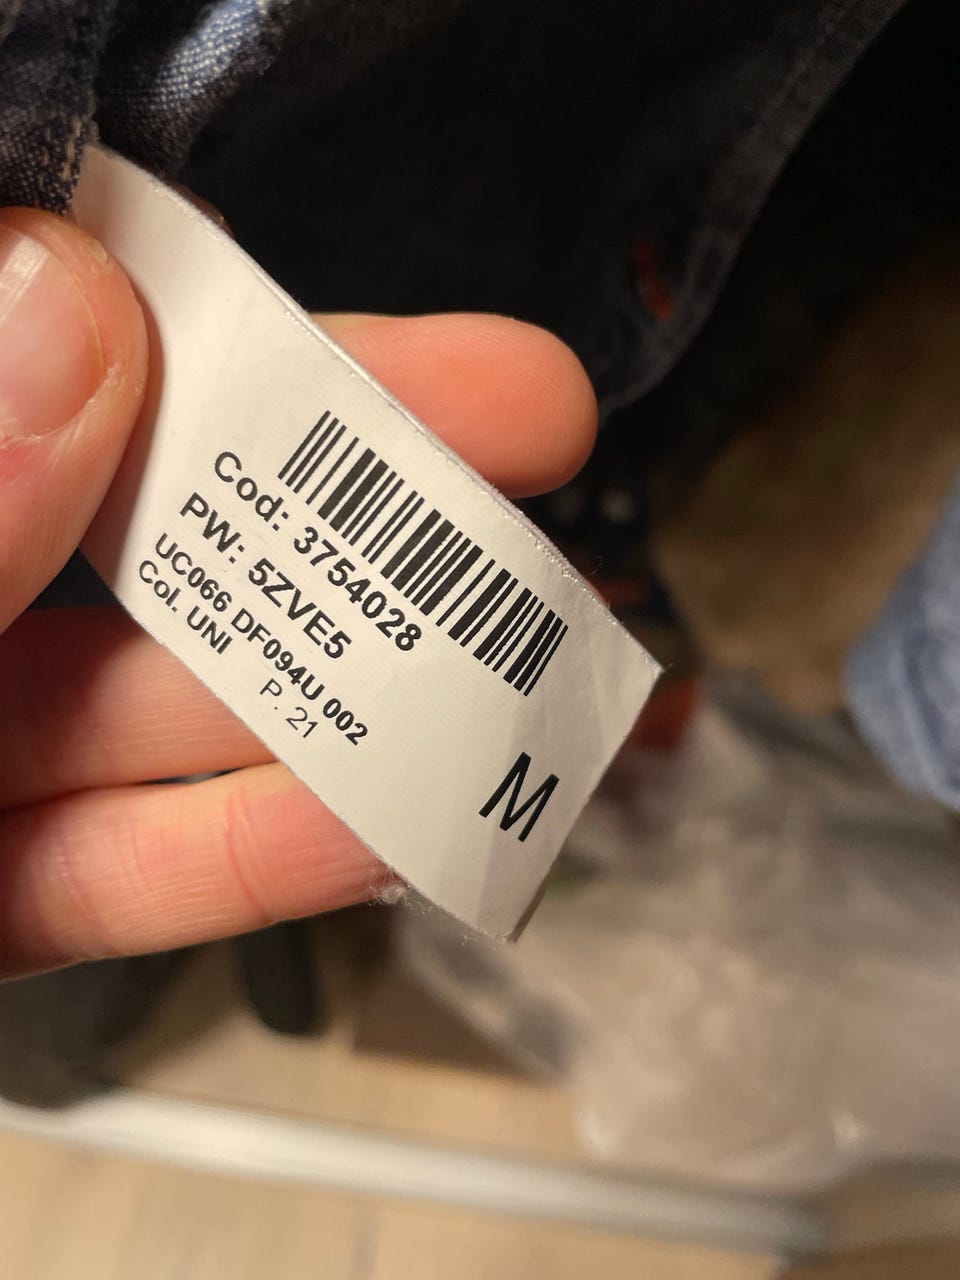 Cod: 3754028
PW: 5ZVE5
UC066 DF094U 002
Col. UNI
P. 21
M